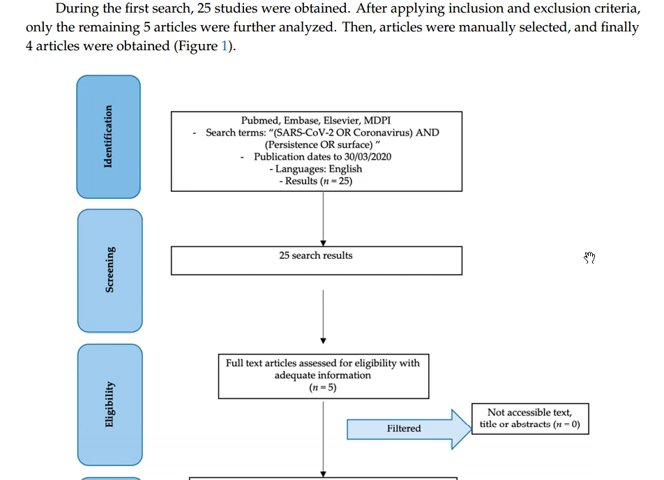 During the first search, 25 studies were obtained. After applying inclusion and exclusion criteria,
only the remaining 5 articles were further analyzed. Then, articles were manually selected, and finally
4 articles were obtained (Figure 1).
Identification
Pubmed, Embase, Elsevier, MDPI
- Search terms: "(SARS-CoV-2 OR Coronavirus) AND
(Persistence OR surface) "
- Publication dates to 30/03/2020
- Languages: English
- Results (n = 25)
Screening
25 search results
Eligibility
Full text articles assessed for eligibility with
adequate information
(n = 5)
Filtered
Not accessible text,
title or abstracts (n = 0)